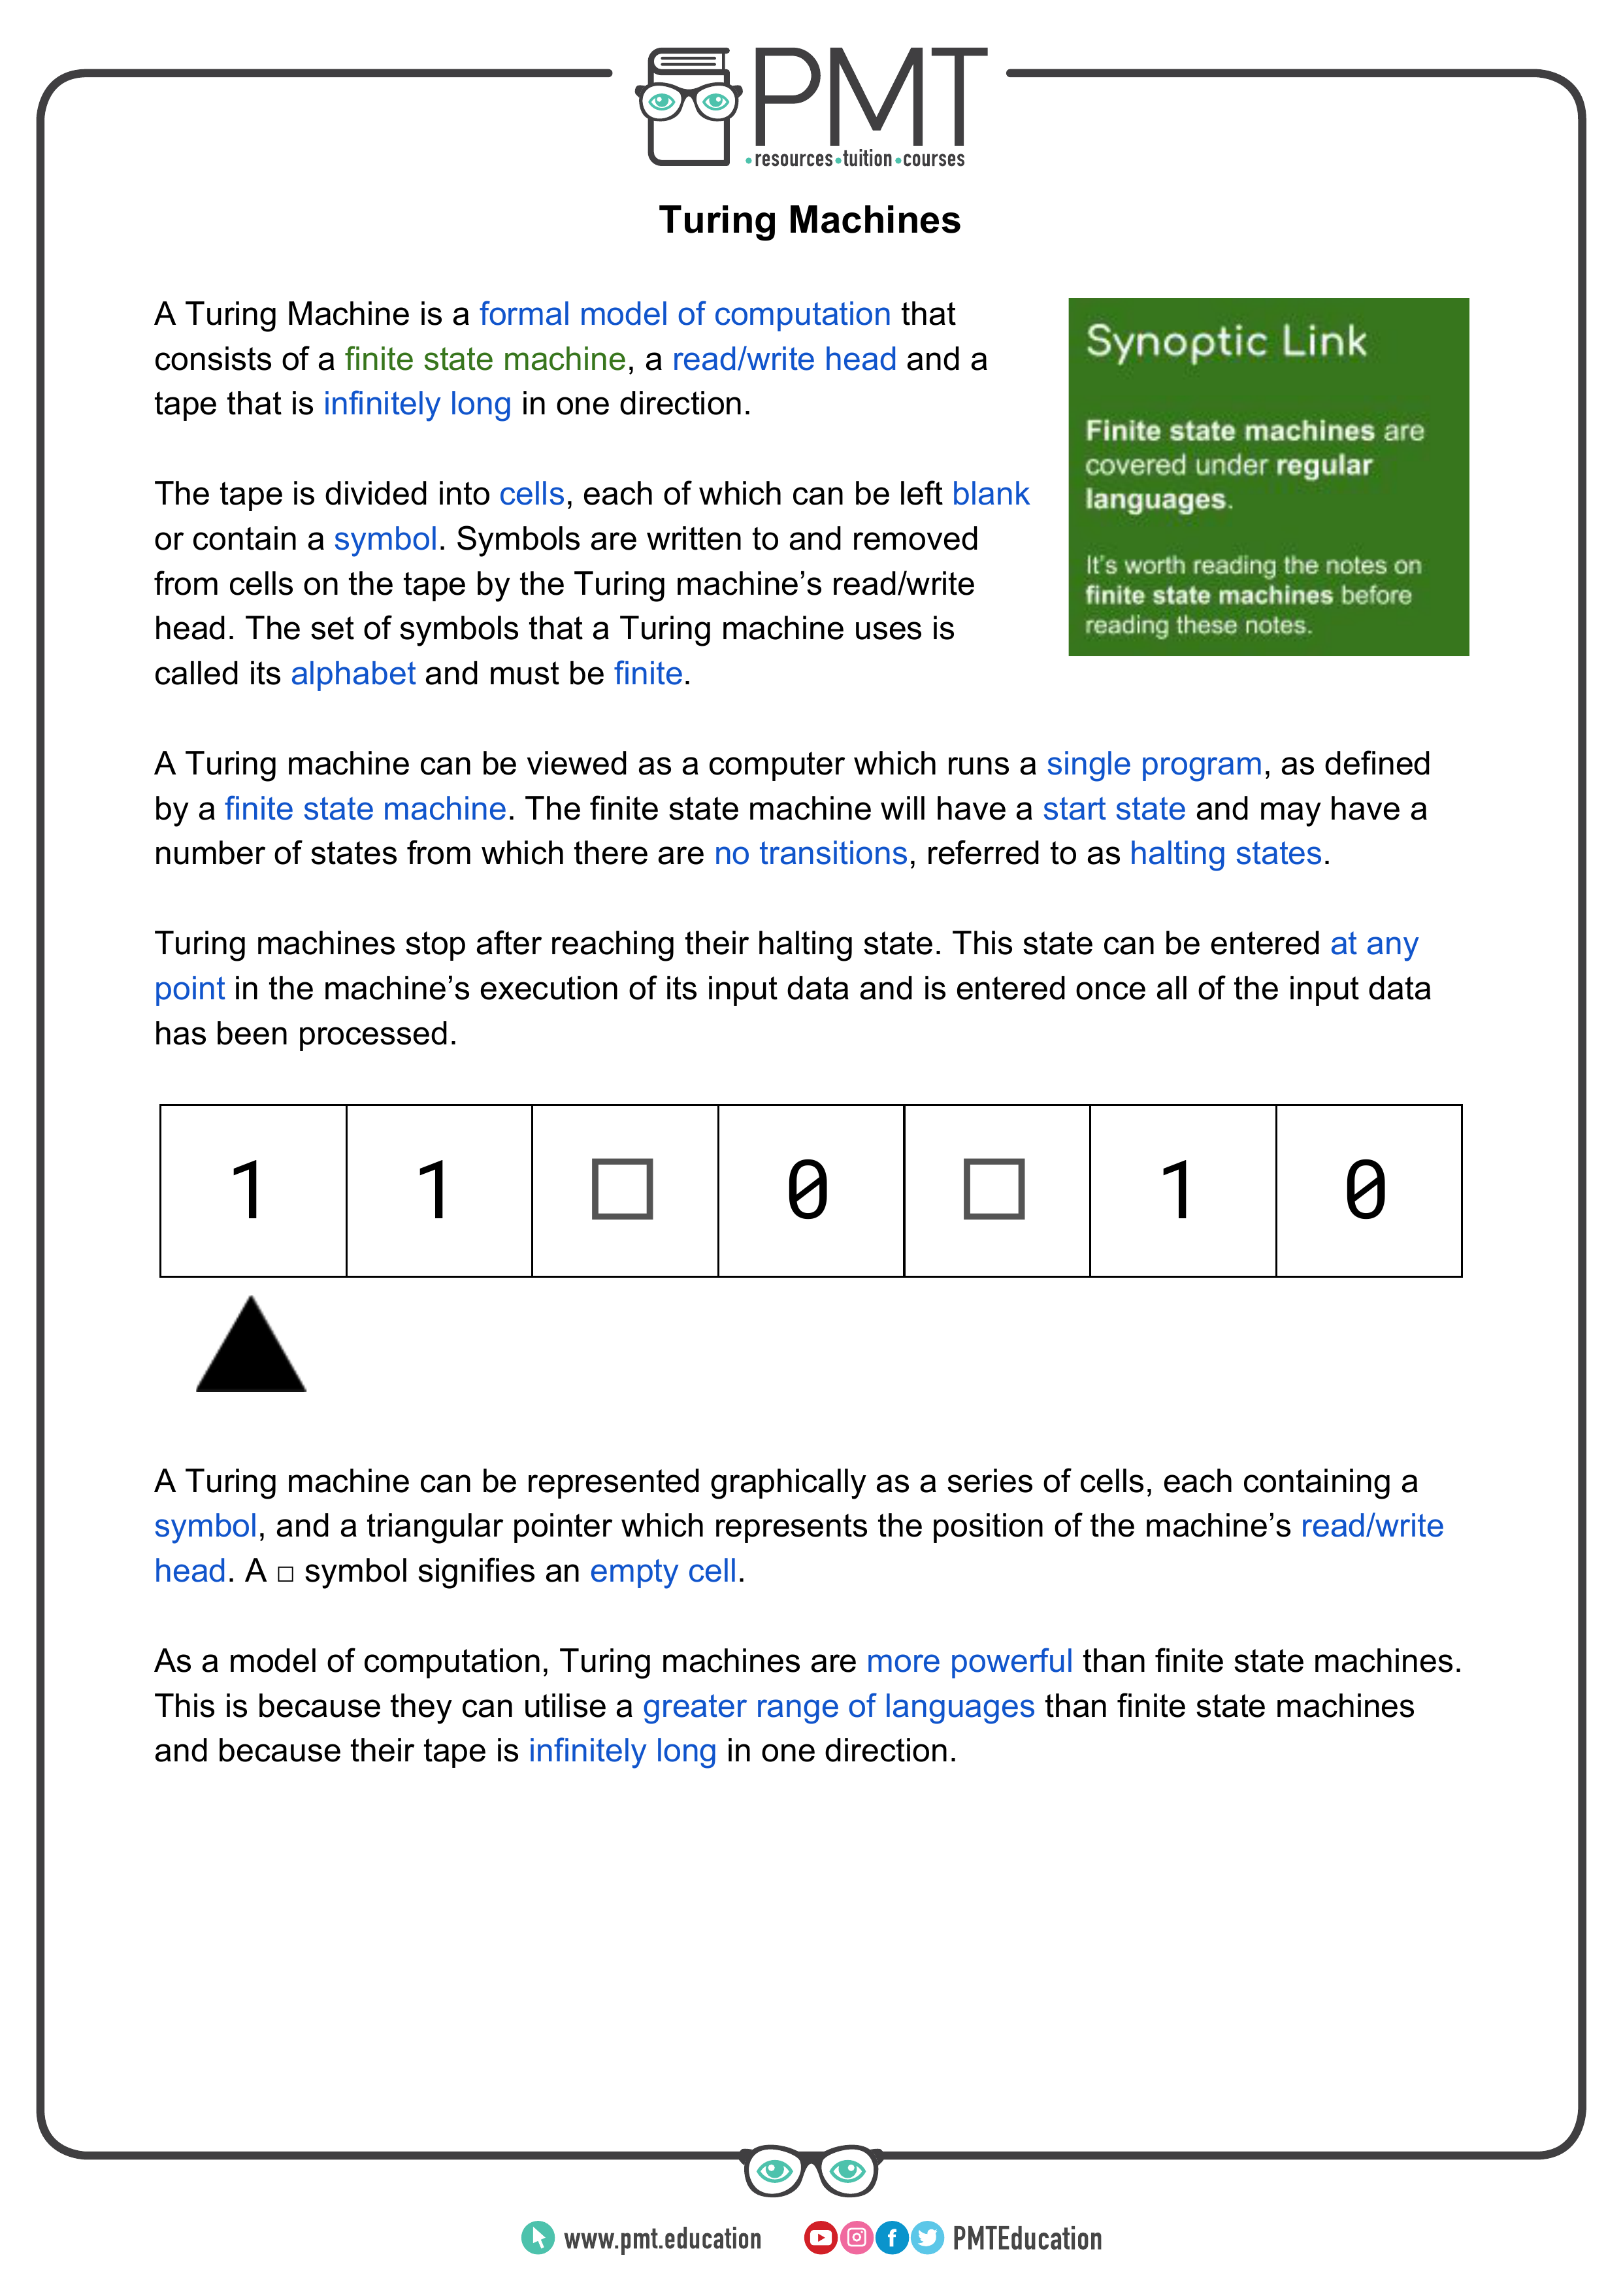 PMT
•resources•tuition•courses
Turing Machines
A Turing Machine is a formal model of computation that
consists of a finite state machine, a read/write head and a
tape that is infinitely long in one direction.
Synoptic Link
Finite state machines are
covered under regular
languages.
It's worth reading the notes on
finite state machines before
reading these notes.
The tape is divided into cells, each of which can be left blank
or contain a symbol. Symbols are written to and removed
from cells on the tape by the Turing machine’s read/write
head. The set of symbols that a Turing machine uses is
called its alphabet and must be finite.
A Turing machine can be viewed as a computer which runs a single program, as defined
by a finite state machine. The finite state machine will have a start state and may have a
number of states from which there are no transitions, referred to as halting states.
Turing machines stop after reaching their halting state. This state can be entered at any
point in the machine’s execution of its input data and is entered once all of the input data
has been processed.
1 1 □ 0 □ 1 0
A Turing machine can be represented graphically as a series of cells, each containing a
symbol, and a triangular pointer which represents the position of the machine’s read/write
head. A □ symbol signifies an empty cell.
As a model of computation, Turing machines are more powerful than finite state machines.
This is because they can utilise a greater range of languages than finite state machines
and because their tape is infinitely long in one direction.
www.pmt.education PMTEducation